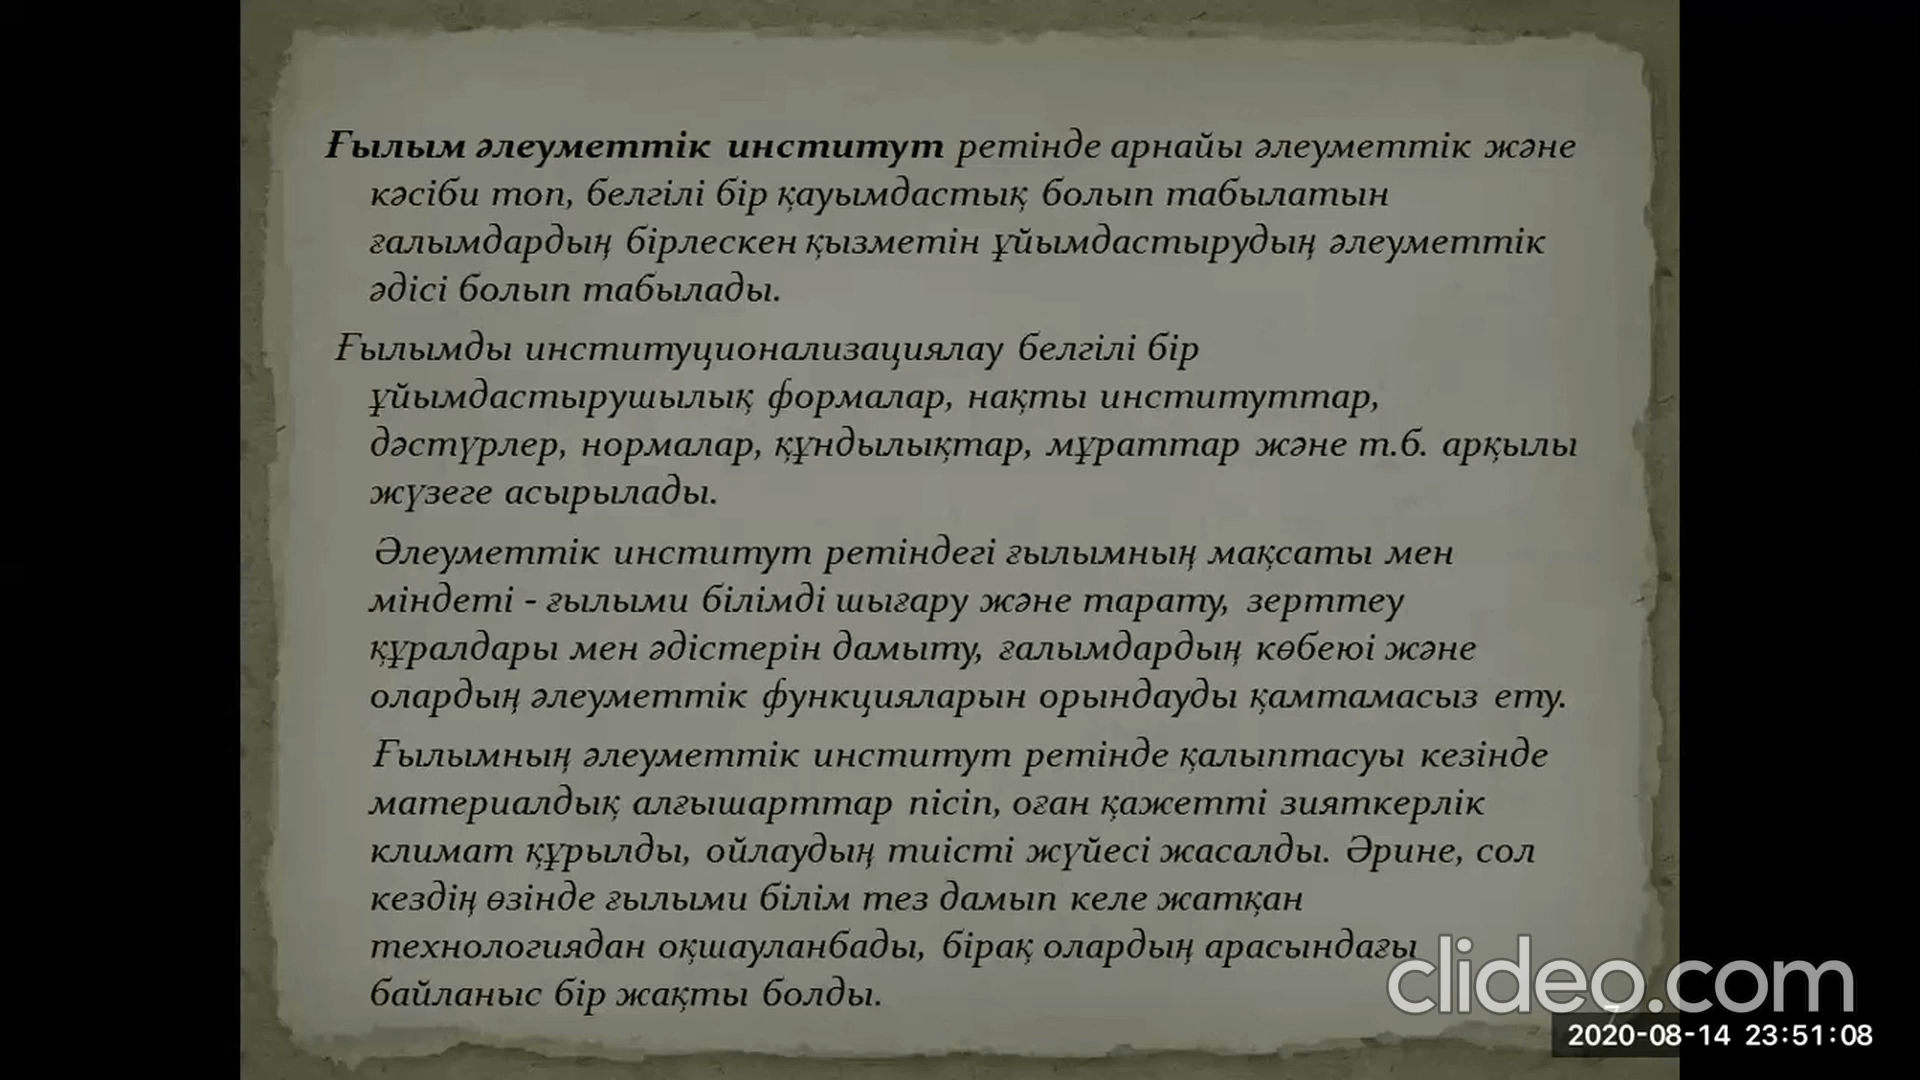 Ғылым әлеуметтік институт ретінде арнайы әлеуметтік және
кәсіби топ, белгілі бір қауымдастық болып табылатын
ғалымдардың бірлескен қызметін ұйымдастырудың әлеуметтік
әдісі болып табылады.
Ғылымды институционализациялау белгілі бір
ұйымдастырушылық формалар, нақты институттар,
дәстүрлер, нормалар, құндылықтар, мұраттар және т.б. арқылы
жүзеге асырылады.
Әлеуметтік институт ретіндегі ғылымның мақсаты мен
міндеті - ғылыми білімді шығару және тарату, зерттеу
құралдары мен әдістерін дамыту, ғалымдардың көбеюі және
олардың әлеуметтік функцияларын орындауды қамтамасыз ету.
Ғылымның әлеуметтік институт ретінде қалыптасуы кезінде
материалдық алғышарттар пісіп, оған қажетті зияткерлік
климат құрылды, ойлаудың тиісті жүйесі жасалды. Әрине, сол
кездің өзінде ғылыми білім тез дамып келе жатқан
технологиядан оқшауланбады, бірақ олардың арасындағы
байланыс бір жақты болды.
clideo.com
7
2020-08-14 23:51:08